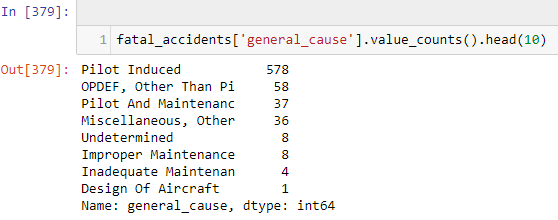 In [379]:
1 fatal_accidents['general_cause'].value_counts().head(10)
Out[379]: Pilot Induced 578
OPDEF, Other Than Pi 58
Pilot And Maintenanc 37
Miscellaneous, Other 36
Undetermined 8
Improper Maintenance 8
Inadequate Maintenan 4
Design Of Aircraft 1
Name: general_cause, dtype: int64